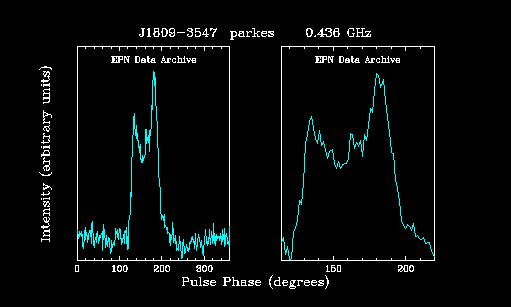 J1809-3547 parkes 0.436 GHz
EPN Data Archive EPN Data Archive
Intensity (arbitrary units)
0 100 200 300 150 200
Pulse Phase (degrees)